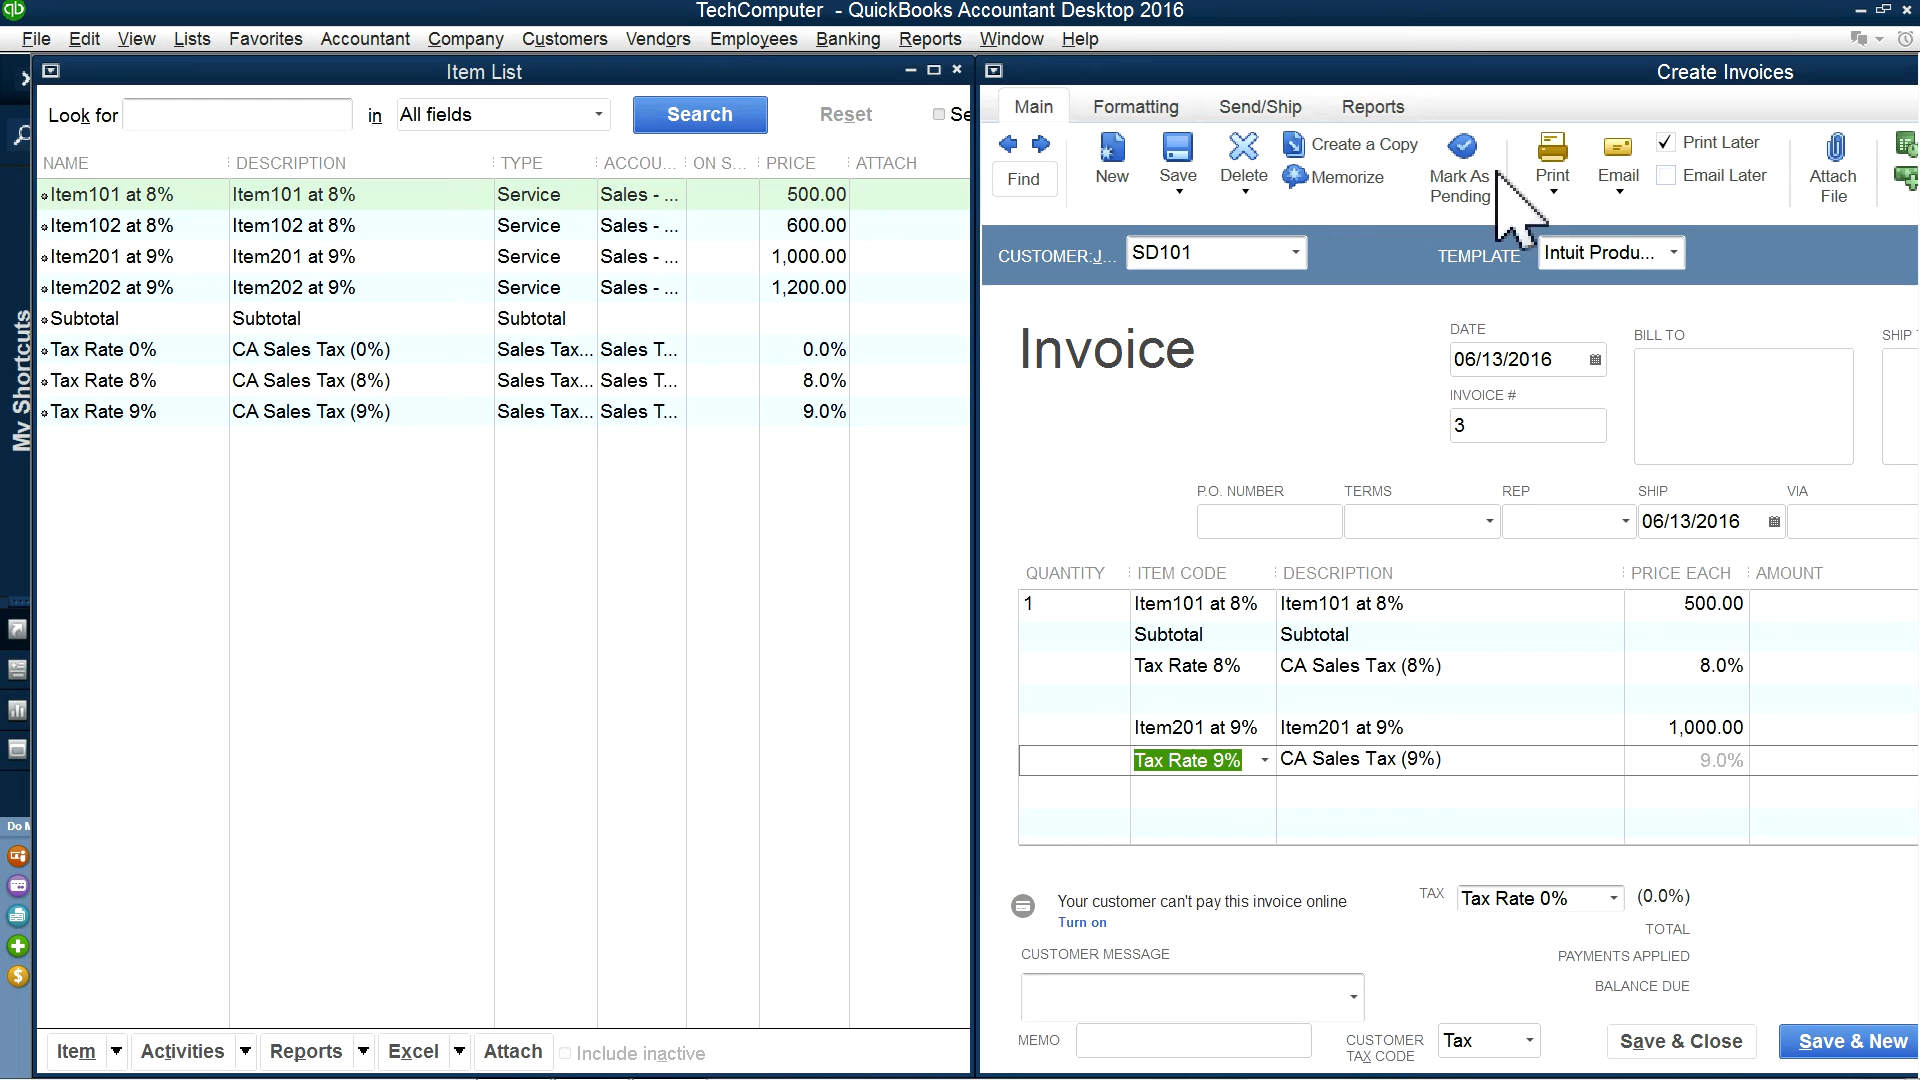 TechComputer - QuickBooks Accountant Desktop 2016
File Edit View Lists Favorites Accountant Company Customers Vendors Employees Banking Reports Window Help
Item List
Look for in All fields Search Reset Se
NAME DESCRIPTION TYPE ACCOU... ON S... PRICE ATTACH
Item101 at 8% Item101 at 8% Service Sales - ... 500.00
Item102 at 8% Item102 at 8% Service Sales - ... 600.00
Item201 at 9% Item201 at 9% Service Sales - ... 1,000.00
Item202 at 9% Item202 at 9% Service Sales - ... 1,200.00
Subtotal Subtotal Subtotal
Tax Rate 0% CA Sales Tax (0%) Sales Tax... Sales T... 0.0%
Tax Rate 8% CA Sales Tax (8%) Sales Tax... Sales T... 8.0%
Tax Rate 9% CA Sales Tax (9%) Sales Tax... Sales T... 9.0%
Item Activities Reports Excel Attach Include inactive
My Shortcuts
Do M
Create Invoices
Main Formatting Send/Ship Reports
Find New Save Delete Create a Copy
Memorize
Mark As
Pending
Print Email Print Later
Email Later
Attach
File
CUSTOMER:J... SD101 TEMPLATE Intuit Produ...
Invoice
DATE
06/13/2016
INVOICE #
3
BILL TO
SHIP T
P.O. NUMBER TERMS REP SHIP VIA
06/13/2016
QUANTITY ITEM CODE DESCRIPTION PRICE EACH AMOUNT
1 Item101 at 8% Item101 at 8% 500.00
Subtotal Subtotal
Tax Rate 8% CA Sales Tax (8%) 8.0%
Item201 at 9% Item201 at 9% 1,000.00
Tax Rate 9% CA Sales Tax (9%) 9.0%
Your customer can't pay this invoice online
Turn on
TAX Tax Rate 0% (0.0%)
TOTAL
PAYMENTS APPLIED
BALANCE DUE
CUSTOMER MESSAGE
MEMO
CUSTOMER
TAX CODE
Tax
Save & Close Save & New